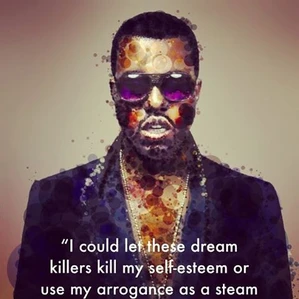 “I could let these dream
killers kill my self-esteem or
use my arrogance as a steam